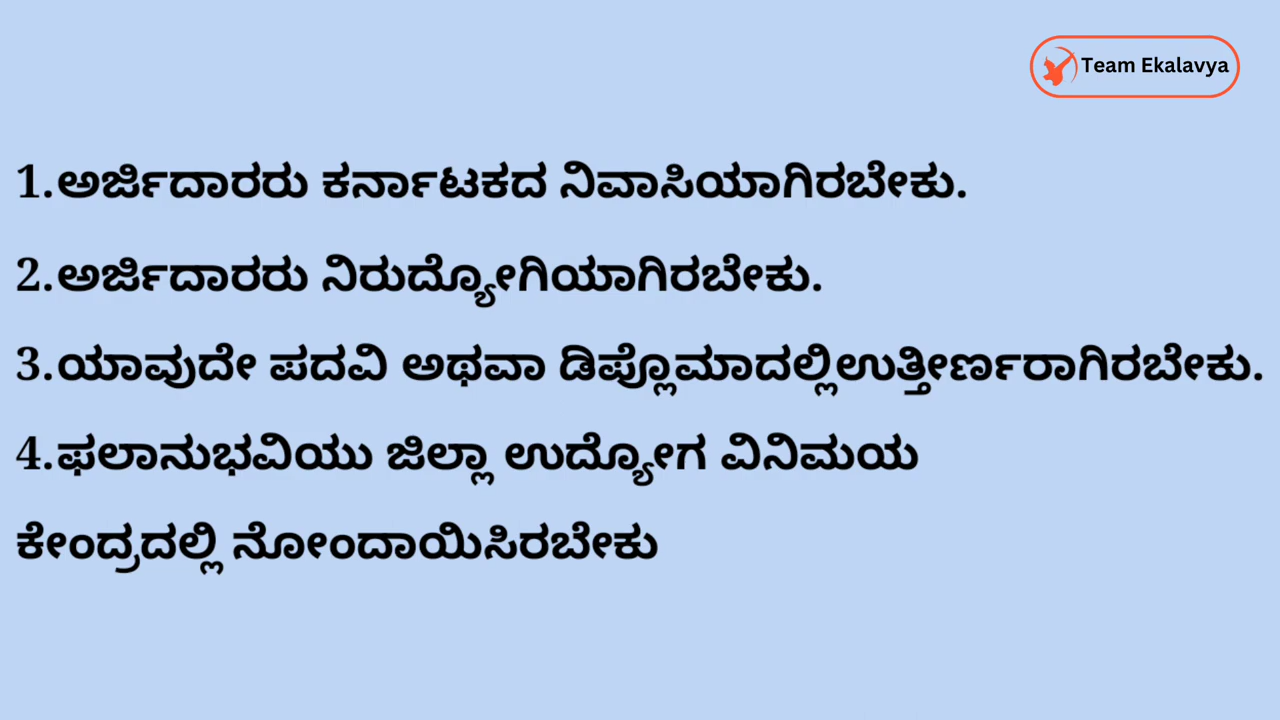 Team Ekalavya
1.ಅರ್ಜಿದಾರರು ಕರ್ನಾಟಕದ ನಿವಾಸಿಯಾಗಿರಬೇಕು.
2.ಅರ್ಜಿದಾರರು ನಿರುದ್ಯೋಗಿಯಾಗಿರಬೇಕು.
3.ಯಾವುದೇ ಪದವಿ ಅಥವಾ ಡಿಪ್ಲೊಮಾದಲ್ಲಿಉತ್ತೀರ್ಣರಾಗಿರಬೇಕು.
4.ಫಲಾನುಭವಿಯು ಜಿಲ್ಲಾ ಉದ್ಯೋಗ ವಿನಿಮಯ
ಕೇಂದ್ರದಲ್ಲಿ ನೋಂದಾಯಿಸಿರಬೇಕು